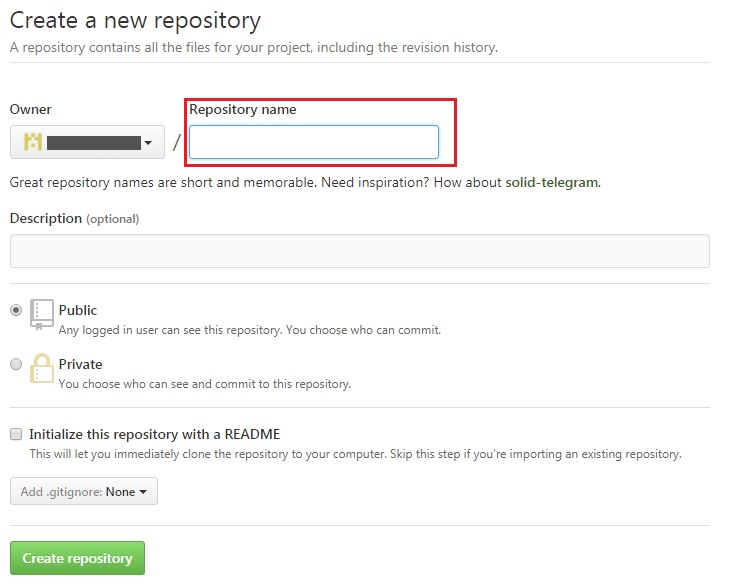 Create a new repository
A repository contains all the files for your project, including the revision history.
Owner
Repository name
/
Great repository names are short and memorable. Need inspiration? How about solid-telegram.
Description (optional)
Public
Any logged in user can see this repository. You choose who can commit.
Private
You choose who can see and commit to this repository.
Initialize this repository with a README
This will let you immediately clone the repository to your computer. Skip this step if you’re importing an existing repository.
Add .gitignore: None
Create repository